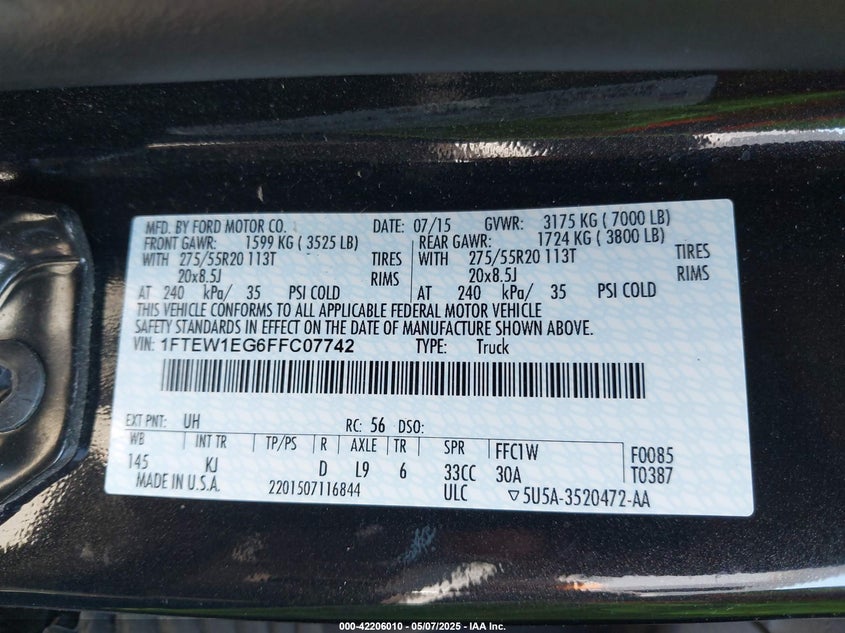 MFD. BY FORD MOTOR CO. DATE: 07/15 GVWR: 3175 KG ( 7000 LB)
FRONT GAWR: 1599 KG ( 3525 LB) REAR GAWR: 1724 KG ( 3800 LB)
WITH 275/55R20 113T TIRES WITH 275/55R20 113T TIRES
20x8.5J RIMS 20x8.5J RIMS
AT 240 kPa/ 35 PSI COLD AT 240 kPa/ 35 PSI COLD
THIS VEHICLE CONFORMS TO ALL APPLICABLE FEDERAL MOTOR VEHICLE
SAFETY STANDARDS IN EFFECT ON THE DATE OF MANUFACTURE SHOWN ABOVE.
VIN: 1FTEW1EG6FFC07742 TYPE: Truck
EXT PNT: UH RC: 56 DSO:
WB INT TR TP/PS R AXLE TR SPR FFC1W F0085
145 KJ D L9 6 33CC 30A T0387
MADE IN U.S.A. 2201507116844 ULC ▽5U5A-3520472-AA
000-42206010 - 05/07/2025 - IAA Inc.